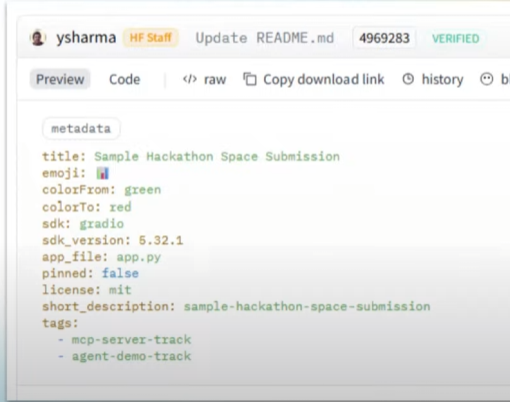 ysharma HF Staff Update README.md 4969283 VERIFIED
Preview Code </> raw Copy download link history
metadata
title: Sample Hackathon Space Submission
emoji: 📊
colorFrom: green
colorTo: red
sdk: gradio
sdk_version: 5.32.1
app_file: app.py
pinned: false
license: mit
short_description: sample-hackathon-space-submission
tags:
- mcp-server-track
- agent-demo-track